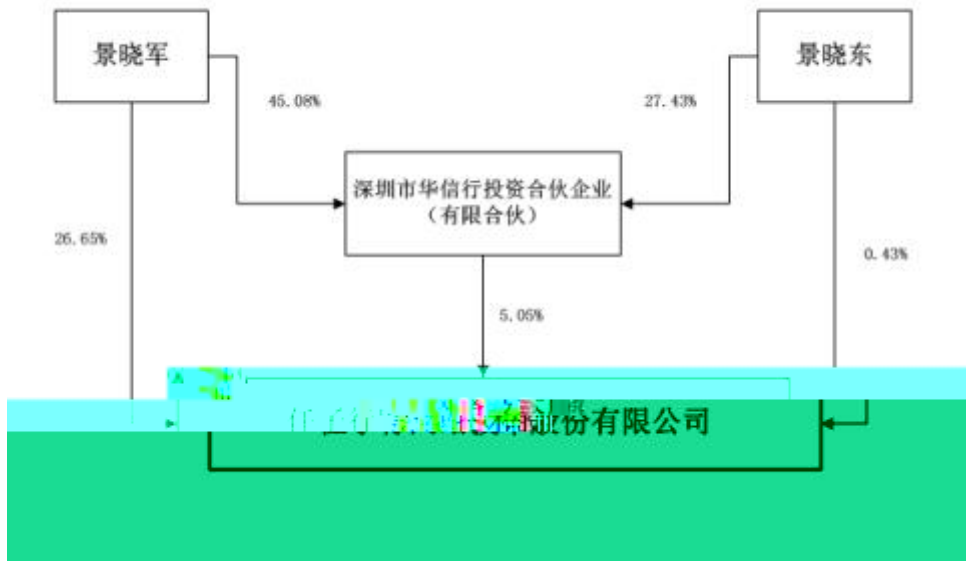 景晓军
景晓东
45.08%
27.43%
深圳市华信行投资合伙企业
（有限合伙）
26.65%
0.43%
5.05%
股份有限公司